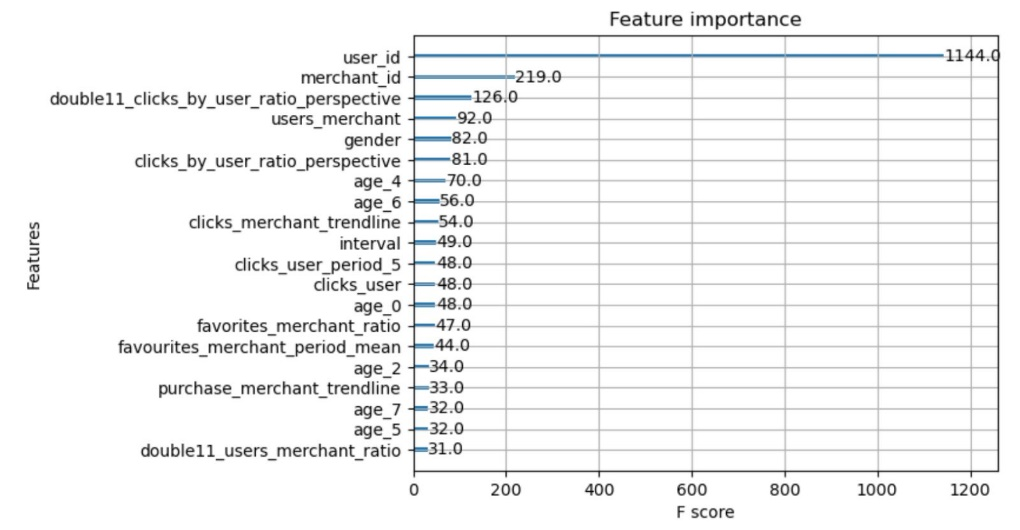 Feature importance
user_id 1144.0
merchant_id 219.0
double11_clicks_by_user_ratio_perspective 126.0
users_merchant 92.0
gender 82.0
clicks_by_user_ratio_perspective 81.0
age_4 70.0
age_6 56.0
clicks_merchant_trendline 54.0
interval 49.0
clicks_user_period_5 48.0
clicks_user 48.0
age_0 48.0
favorites_merchant_ratio 47.0
favourites_merchant_period_mean 44.0
age_2 34.0
purchase_merchant_trendline 33.0
age_7 32.0
age_5 32.0
double11_users_merchant_ratio 31.0
Features
0 200 400 600 800 1000 1200
F score